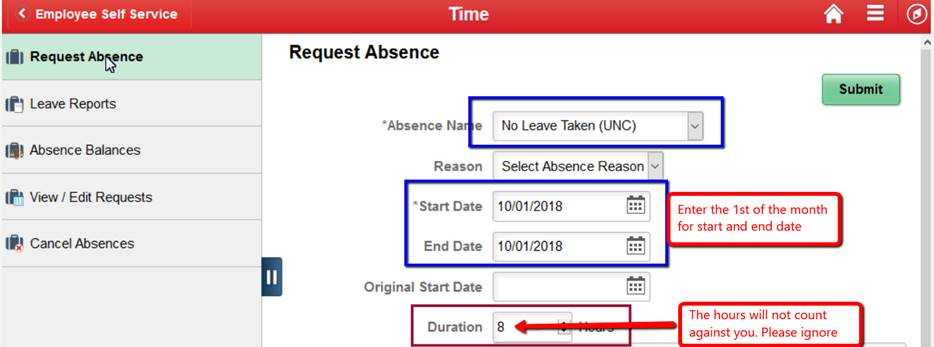 Employee Self Service
Time
Request Absence
Leave Reports
Absence Balances
View / Edit Requests
Cancel Absences
Request Absence
Submit
*Absence Name No Leave Taken (UNC)
Reason Select Absence Reason
*Start Date 10/01/2018
End Date 10/01/2018
Enter the 1st of the month
for start and end date
Original Start Date
Duration 8 Hours
The hours will not count
against you. Please ignore